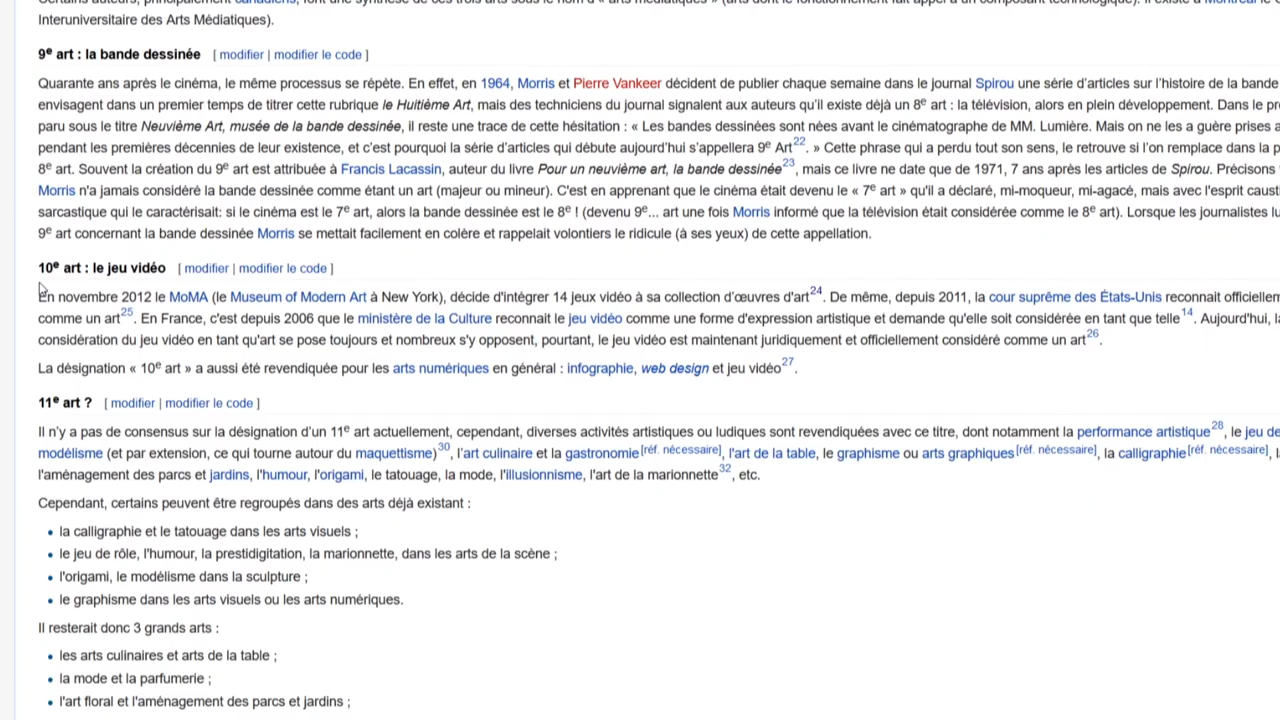 Interuniversitaire des Arts Médiatiques).
9e art : la bande dessinée [ modifier | modifier le code ]
Quarante ans après le cinéma, le même processus se répète. En effet, en 1964, Morris et Pierre Vankeer décident de publier chaque semaine dans le journal Spirou une série d'articles sur l'histoire de la bande
envisagent dans un premier temps de titrer cette rubrique le Huitième Art, mais des techniciens du journal signalent aux auteurs qu'il existe déjà un 8e art : la télévision, alors en plein développement. Dans le
paru sous le titre Neuvième Art, musée de la bande dessinée, il reste une trace de cette hésitation : « Les bandes dessinées sont nées avant le cinématographe de MM. Lumière. Mais on ne les a guère prises
pendant les premières décennies de leur existence, et c'est pourquoi la série d'articles qui débute aujourd'hui s'appellera 9e Art22. » Cette phrase qui a perdu tout son sens, le retrouve si l'on remplace dans la
8e art. Souvent la création du 9e art est attribuée à Francis Lacassin, auteur du livre Pour un neuvième art, la bande dessinée23, mais ce livre ne date que de 1971, 7 ans après les articles de Spirou. Précisons
Morris n'a jamais considéré la bande dessinée comme étant un art (majeur ou mineur). C'est en apprenant que le cinéma était devenu le « 7e art » qu'il a déclaré, mi-moqueur, mi-agacé, mais avec l'esprit
sarcastique qui le caractérisait: si le cinéma est le 7e art, alors la bande dessinée est le 8e ! (devenu 9e... art une fois Morris informé que la télévision était considérée comme le 8e art). Lorsque les journalistes
9e art concernant la bande dessinée Morris se mettait facilement en colère et rappelait volontiers le ridicule (à ses yeux) de cette appellation.
10e art : le jeu vidéo [ modifier | modifier le code ]
En novembre 2012 le MoMA (le Museum of Modern Art à New York), décide d'intégrer 14 jeux vidéo à sa collection d'œuvres d'art24. De même, depuis 2011, la cour suprême des États-Unis reconnait
comme un art25. En France, c'est depuis 2006 que le ministère de la Culture reconnait le jeu vidéo comme une forme d'expression artistique et demande qu'elle soit considérée en tant que telle14. Aujourd'hui,
considération du jeu vidéo en tant qu'art se pose toujours et nombreux s'y opposent, pourtant, le jeu vidéo est maintenant juridiquement et officiellement considéré comme un art26.
La désignation « 10e art » a aussi été revendiquée pour les arts numériques en général : infographie, web design et jeu vidéo27.
11e art ? [ modifier | modifier le code ]
Il n'y a pas de consensus sur la désignation d'un 11e art actuellement, cependant, diverses activités artistiques ou ludiques sont revendiquées avec ce titre, dont notamment la performance artistique28, le jeu de
modélisme (et par extension, ce qui tourne autour du maquettisme)30, l'art culinaire et la gastronomie[réf. nécessaire], l'art de la table, le graphisme ou arts graphiques[réf. nécessaire], la calligraphie[réf. nécessaire],
l'aménagement des parcs et jardins, l'humour, l'origami, le tatouage, la mode, l'illusionnisme, l'art de la marionnette32, etc.
Cependant, certains peuvent être regroupés dans des arts déjà existant :
• la calligraphie et le tatouage dans les arts visuels ;
• le jeu de rôle, l'humour, la prestidigitation, la marionnette, dans les arts de la scène ;
• l'origami, le modélisme dans la sculpture ;
• le graphisme dans les arts visuels ou les arts numériques.
Il resterait donc 3 grands arts :
• les arts culinaires et arts de la table ;
• la mode et la parfumerie ;
• l'art floral et l'aménagement des parcs et jardins ;